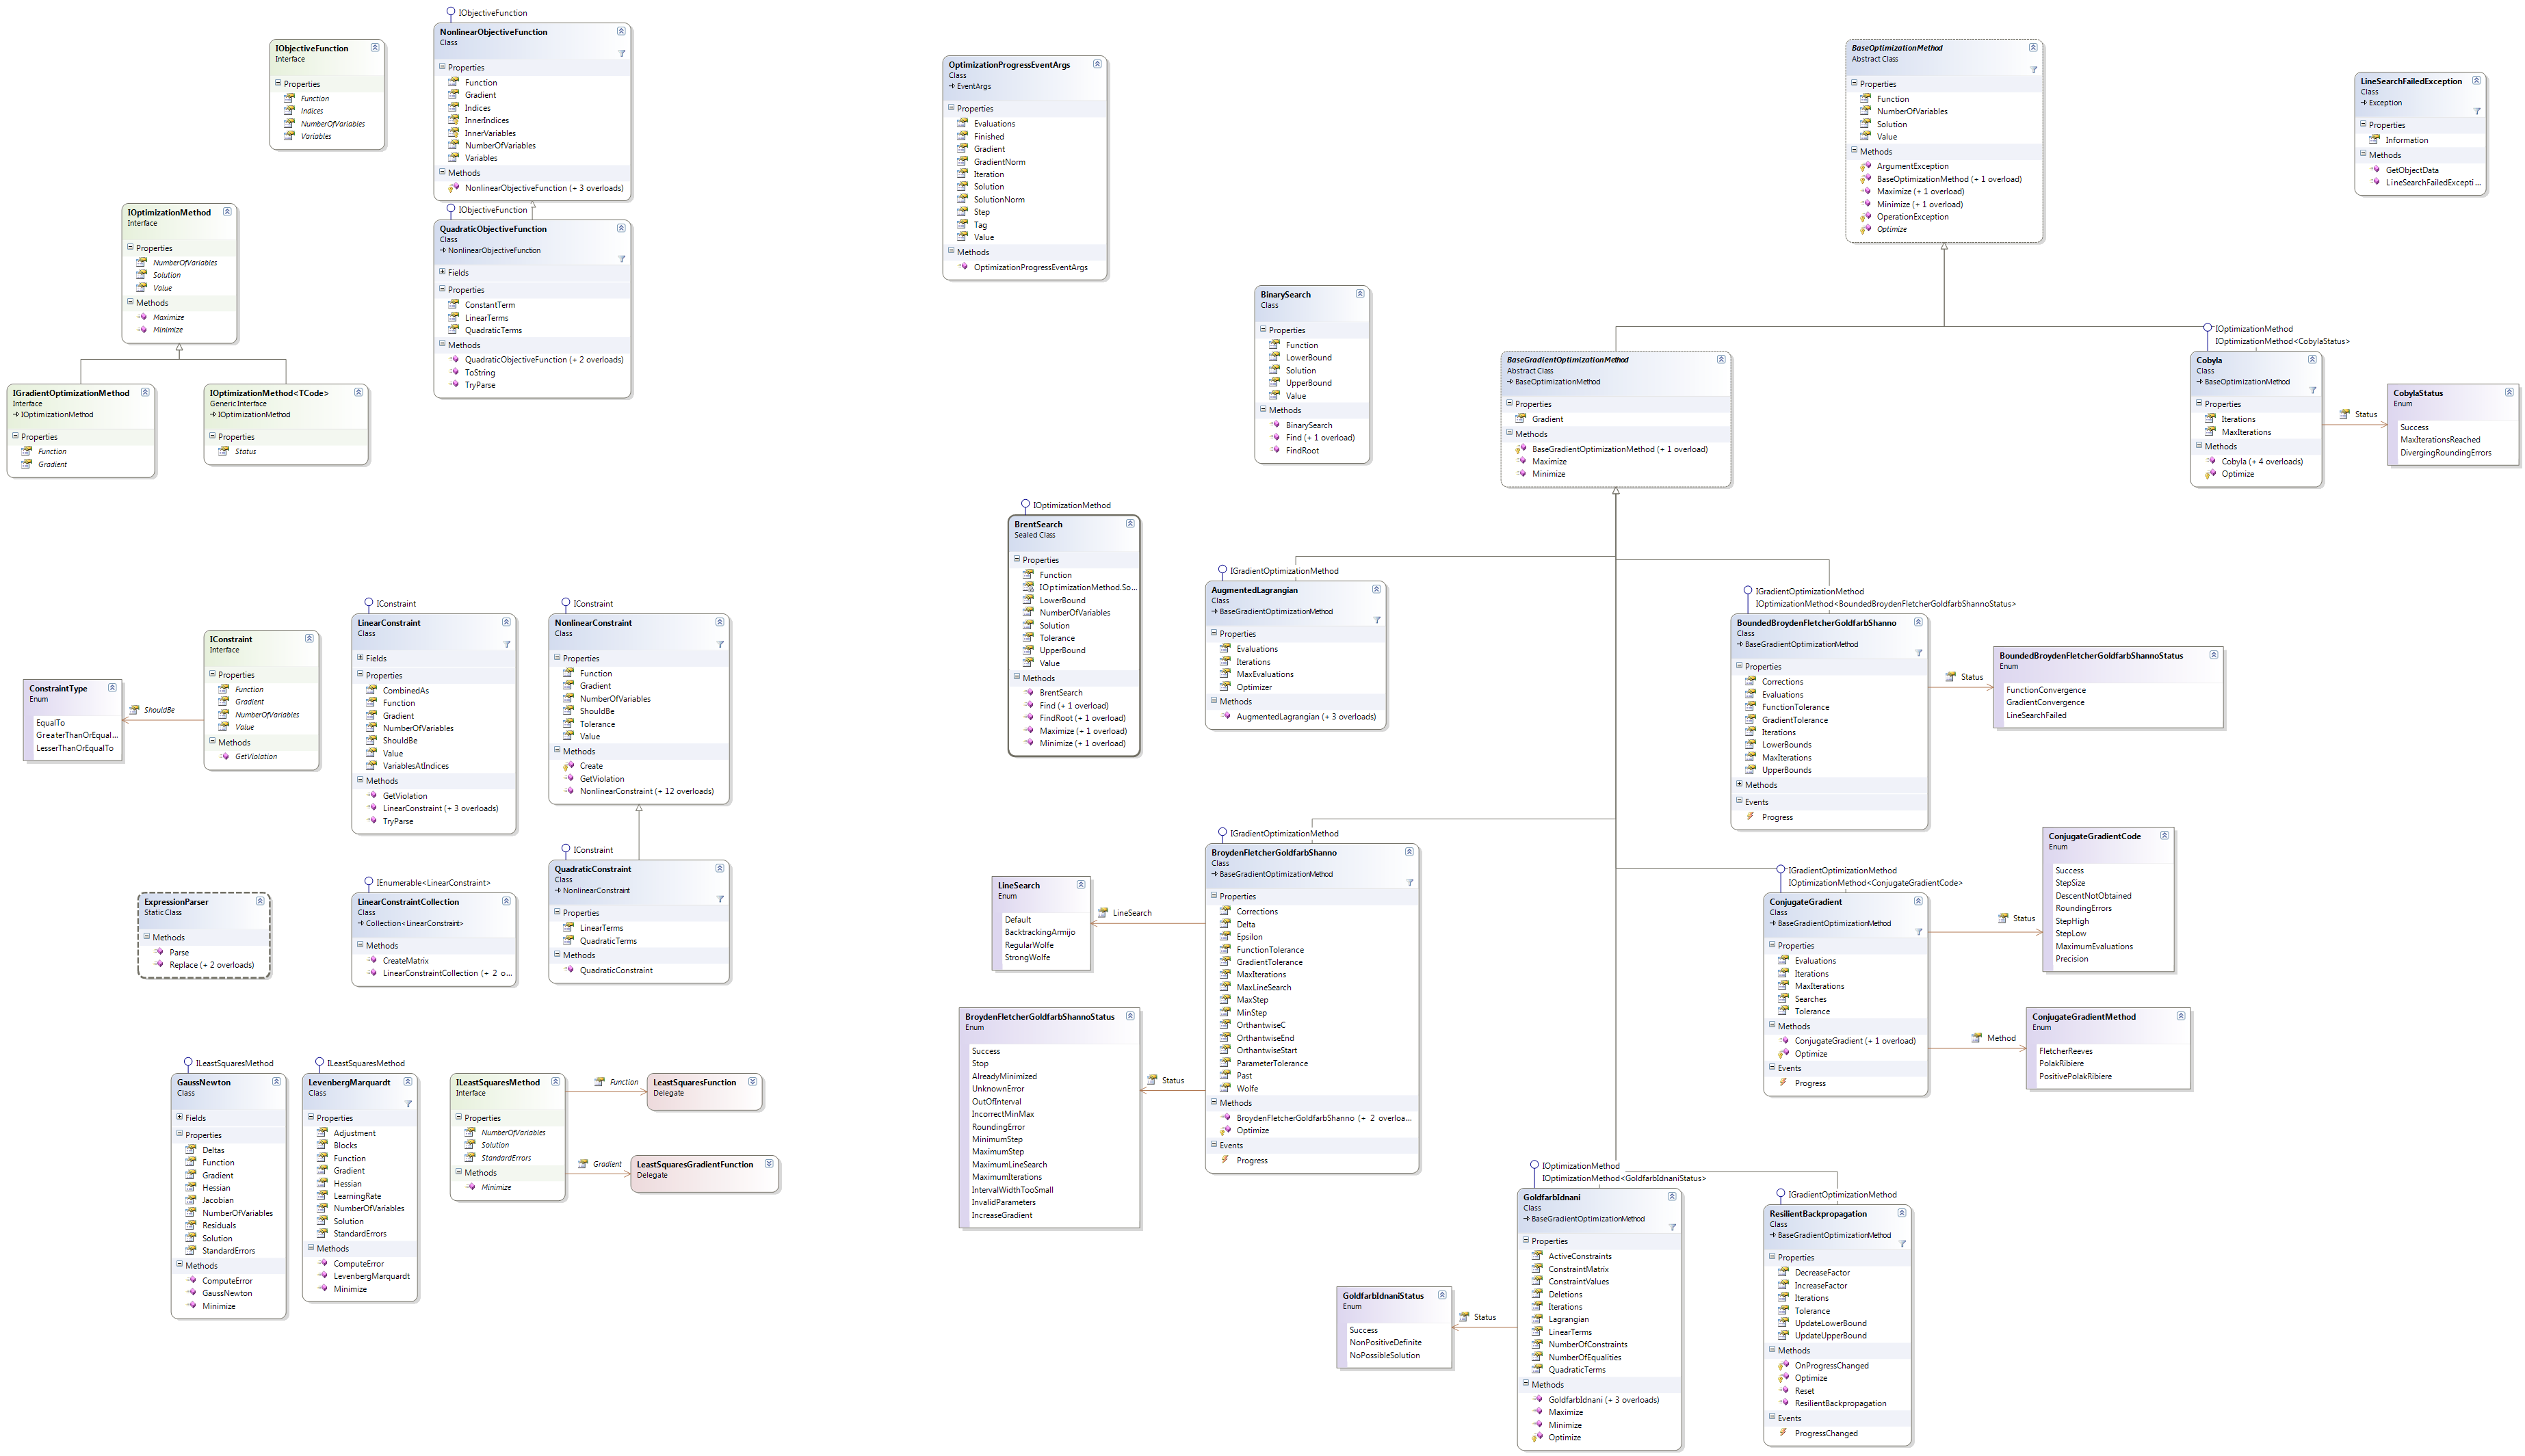 IObjectiveFunction
Interface
Properties
Function
Indices
NumberOfVariables
Variables
IObjectiveFunction
NonlinearObjectiveFunction
Class
Properties
Function
Gradient
Indices
InnerIndices
InnerVariables
NumberOfVariables
Variables
Methods
NonlinearObjectiveFunction (+ 3 overloads)
IObjectiveFunction
QuadraticObjectiveFunction
Class
NonlinearObjectiveFunction
Fields
Properties
ConstantTerm
LinearTerms
QuadraticTerms
Methods
QuadraticObjectiveFunction (+ 2 overloads)
ToString
TryParse
IOptimizationMethod
Interface
Properties
NumberOfVariables
Solution
Value
Methods
Maximize
Minimize
IGradientOptimizationMethod
Interface
IOptimizationMethod
Properties
Function
Gradient
IOptimizationMethod<TCode>
Generic Interface
IOptimizationMethod
Properties
Status
OptimizationProgressEventArgs
Class
EventArgs
Properties
Evaluations
Finished
Gradient
GradientNorm
Iteration
Solution
SolutionNorm
Step
Tag
Value
Methods
OptimizationProgressEventArgs
BinarySearch
Class
Properties
Function
LowerBound
Solution
UpperBound
Value
Methods
BinarySearch
Find (+ 1 overload)
FindRoot
BaseOptimizationMethod
Abstract Class
Properties
Function
NumberOfVariables
Solution
Value
Methods
ArgumentException
BaseOptimizationMethod (+ 1 overload)
Maximize (+ 1 overload)
Minimize (+ 1 overload)
OperationException
Optimize
LineSearchFailedException
Class
Exception
Properties
Information
Methods
GetObjectData
LineSearchFailedExcepti...
BaseGradientOptimizationMethod
Abstract Class
BaseOptimizationMethod
Properties
Gradient
Methods
BaseGradientOptimizationMethod (+ 1 overload)
Maximize
Minimize
IOptimizationMethod
IOptimizationMethod<CobylaStatus>
Cobyla
Class
BaseOptimizationMethod
Properties
Iterations
MaxIterations
Methods
Cobyla (+ 4 overloads)
Optimize
Status
CobylaStatus
Enum
Success
MaxIterationsReached
DivergingRoundingErrors
IOptimizationMethod
BrentSearch
Sealed Class
Properties
Function
IOptimizationMethod.So...
LowerBound
NumberOfVariables
Solution
Tolerance
UpperBound
Value
Methods
BrentSearch
Find (+ 1 overload)
FindRoot (+ 1 overload)
Maximize (+ 1 overload)
Minimize (+ 1 overload)
IGradientOptimizationMethod
AugmentedLagrangian
Class
BaseGradientOptimizationMethod
Properties
Evaluations
Iterations
MaxEvaluations
Optimizer
Methods
AugmentedLagrangian (+ 3 overloads)
IGradientOptimizationMethod
IOptimizationMethod<BoundedBroydenFletcherGoldfarbShannoStatus>
BoundedBroydenFletcherGoldfarbShanno
Class
BaseGradientOptimizationMethod
Properties
Corrections
Evaluations
FunctionTolerance
GradientTolerance
Iterations
LowerBounds
MaxIterations
UpperBounds
Methods
Events
Progress
Status
BoundedBroydenFletcherGoldfarbShannoStatus
Enum
FunctionConvergence
GradientConvergence
LineSearchFailed
ConstraintType
Enum
EqualTo
GreaterThanOrEqual...
LesserThanOrEqualTo
ShouldBe
IConstraint
Interface
Properties
Function
Gradient
NumberOfVariables
Value
Methods
GetViolation
IConstraint
LinearConstraint
Class
Fields
Properties
CombinedAs
Function
Gradient
NumberOfVariables
ShouldBe
Value
VariablesAtIndices
Methods
GetViolation
LinearConstraint (+ 3 overloads)
TryParse
IConstraint
NonlinearConstraint
Class
Properties
Function
Gradient
NumberOfVariables
ShouldBe
Tolerance
Value
Methods
Create
GetViolation
NonlinearConstraint (+ 12 overloads)
IConstraint
QuadraticConstraint
Class
NonlinearConstraint
Properties
LinearTerms
QuadraticTerms
Methods
QuadraticConstraint
ExpressionParser
Static Class
Methods
Parse
Replace (+ 2 overloads)
IEnumerable<LinearConstraint>
LinearConstraintCollection
Class
Collection<LinearConstraint>
Methods
CreateMatrix
LinearConstraintCollection (+ 2 o...
LineSearch
Enum
Default
BacktrackingArmijo
RegularWolfe
StrongWolfe
LineSearch
IGradientOptimizationMethod
BroydenFletcherGoldfarbShanno
Class
BaseGradientOptimizationMethod
Properties
Corrections
Delta
Epsilon
FunctionTolerance
GradientTolerance
MaxIterations
MaxLineSearch
MaxStep
MinStep
OrthantwiseC
OrthantwiseEnd
OrthantwiseStart
ParameterTolerance
Past
Wolfe
Methods
BroydenFletcherGoldfarbShanno (+ 2 overloa...
Optimize
Events
Progress
Status
BroydenFletcherGoldfarbShannoStatus
Enum
Success
Stop
AlreadyMinimized
UnknownError
OutOfInterval
IncorrectMinMax
RoundingError
MinimumStep
MaximumStep
MaximumLineSearch
MaximumIterations
IntervalWidthTooSmall
InvalidParameters
IncreaseGradient
IGradientOptimizationMethod
IOptimizationMethod<ConjugateGradientCode>
ConjugateGradient
Class
BaseGradientOptimizationMethod
Properties
Evaluations
Iterations
MaxIterations
Searches
Tolerance
Methods
ConjugateGradient (+ 1 overload)
Optimize
Events
Progress
Status
ConjugateGradientCode
Enum
Success
StepSize
DescentNotObtained
RoundingErrors
StepHigh
StepLow
MaximumEvaluations
Precision
Method
ConjugateGradientMethod
Enum
FletcherReeves
PolakRibiere
PositivePolakRibiere
ILeastSquaresMethod
GaussNewton
Class
Fields
Properties
Deltas
Function
Gradient
Hessian
Jacobian
NumberOfVariables
Residuals
Solution
StandardErrors
Methods
ComputeError
GaussNewton
Minimize
ILeastSquaresMethod
LevenbergMarquardt
Class
Properties
Adjustment
Blocks
Function
Gradient
Hessian
LearningRate
NumberOfVariables
Solution
StandardErrors
Methods
ComputeError
LevenbergMarquardt
Minimize
ILeastSquaresMethod
Interface
Properties
NumberOfVariables
Solution
StandardErrors
Methods
Minimize
Function
LeastSquaresFunction
Delegate
Gradient
LeastSquaresGradientFunction
Delegate
IOptimizationMethod
IOptimizationMethod<GoldfarbIdnaniStatus>
GoldfarbIdnani
Class
BaseGradientOptimizationMethod
Properties
ActiveConstraints
ConstraintMatrix
ConstraintValues
Deletions
Iterations
Lagrangian
LinearTerms
NumberOfConstraints
NumberOfEqualities
QuadraticTerms
Methods
GoldfarbIdnani (+ 3 overloads)
Maximize
Minimize
Optimize
Status
GoldfarbIdnaniStatus
Enum
Success
NonPositiveDefinite
NoPossibleSolution
IGradientOptimizationMethod
ResilientBackpropagation
Class
BaseGradientOptimizationMethod
Properties
DecreaseFactor
IncreaseFactor
Iterations
Tolerance
UpdateLowerBound
UpdateUpperBound
Methods
OnProgressChanged
Optimize
Reset
ResilientBackpropagation
Events
ProgressChanged